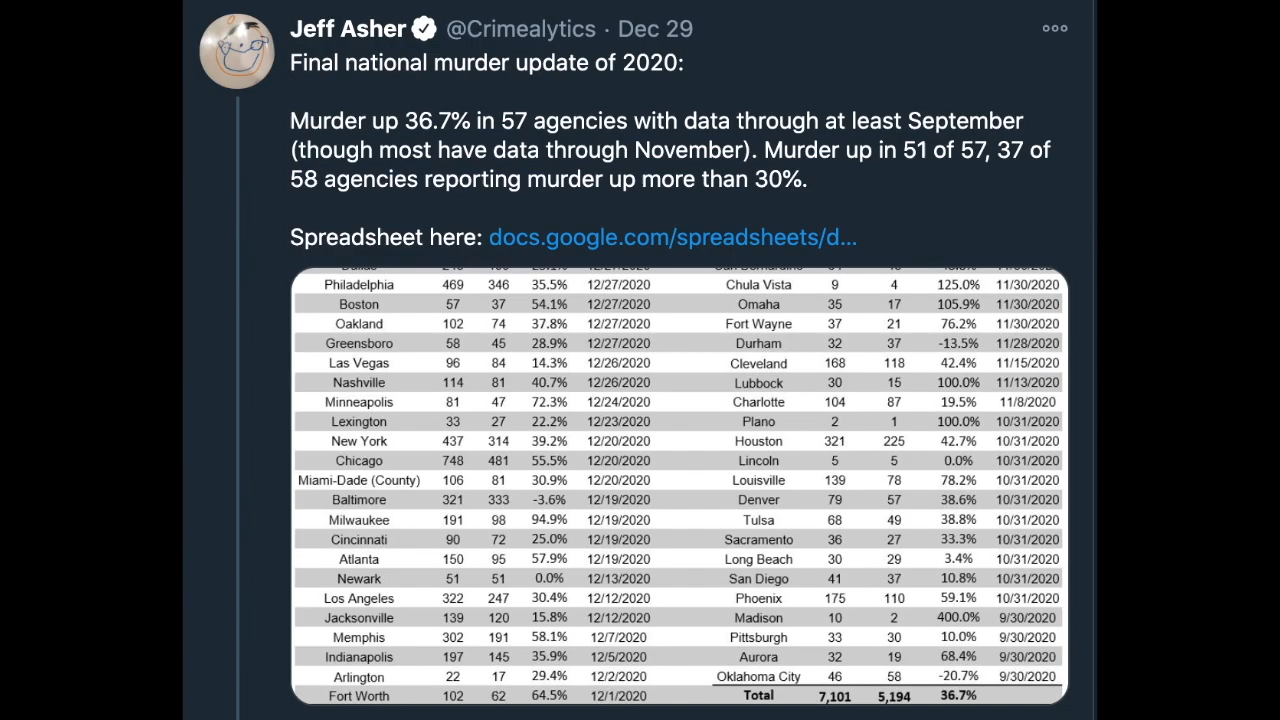 Jeff Asher @Crimealytics · Dec 29
Final national murder update of 2020:
Murder up 36.7% in 57 agencies with data through at least September
(though most have data through November). Murder up in 51 of 57, 37 of
58 agencies reporting murder up more than 30%.
Spreadsheet here: docs.google.com/spreadsheets/d...
Philadelphia 469 346 35.5% 12/27/2020 Chula Vista 9 4 125.0% 11/30/2020
Boston 57 37 54.1% 12/27/2020 Omaha 35 17 105.9% 11/30/2020
Oakland 102 74 37.8% 12/27/2020 Fort Wayne 37 21 76.2% 11/30/2020
Greensboro 58 45 28.9% 12/27/2020 Durham 32 37 -13.5% 11/28/2020
Las Vegas 96 84 14.3% 12/26/2020 Cleveland 168 118 42.4% 11/15/2020
Nashville 114 81 40.7% 12/26/2020 Lubbock 30 15 100.0% 11/13/2020
Minneapolis 81 47 72.3% 12/24/2020 Charlotte 104 87 19.5% 11/8/2020
Lexington 33 27 22.2% 12/23/2020 Plano 2 1 100.0% 10/31/2020
New York 437 314 39.2% 12/20/2020 Houston 321 225 42.7% 10/31/2020
Chicago 748 481 55.5% 12/20/2020 Lincoln 5 5 0.0% 10/31/2020
Miami-Dade (County) 106 81 30.9% 12/20/2020 Louisville 139 78 78.2% 10/31/2020
Baltimore 321 333 -3.6% 12/19/2020 Denver 79 57 38.6% 10/31/2020
Milwaukee 191 98 94.9% 12/19/2020 Tulsa 68 49 38.8% 10/31/2020
Cincinnati 90 72 25.0% 12/19/2020 Sacramento 36 27 33.3% 10/31/2020
Atlanta 150 95 57.9% 12/19/2020 Long Beach 30 29 3.4% 10/31/2020
Newark 51 51 0.0% 12/13/2020 San Diego 41 37 10.8% 10/31/2020
Los Angeles 322 247 30.4% 12/12/2020 Phoenix 175 110 59.1% 10/31/2020
Jacksonville 139 120 15.8% 12/12/2020 Madison 10 2 400.0% 9/30/2020
Memphis 302 191 58.1% 12/7/2020 Pittsburgh 33 30 10.0% 9/30/2020
Indianapolis 197 145 35.9% 12/5/2020 Aurora 32 19 68.4% 9/30/2020
Arlington 22 17 29.4% 12/2/2020 Oklahoma City 46 58 -20.7% 9/30/2020
Fort Worth 102 62 64.5% 12/1/2020 Total 7,101 5,194 36.7%